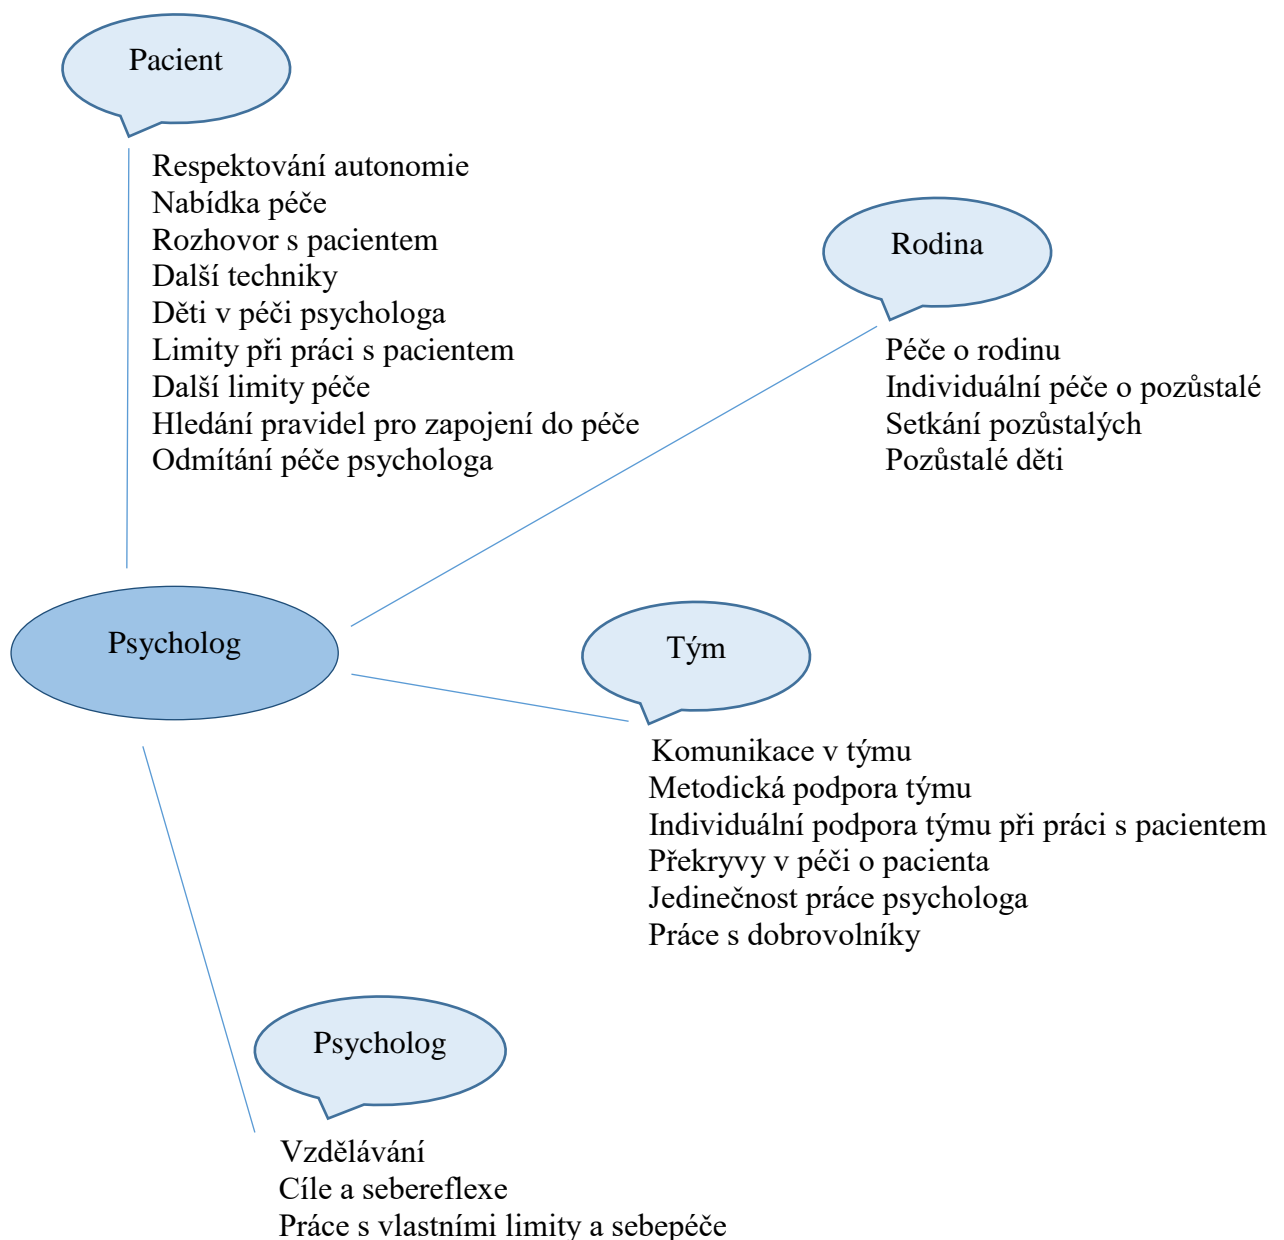 Pacient
Respektování autonomie
Nabídka péče
Rozhovor s pacientem
Další techniky
Děti v péči psychologa
Limity při práci s pacientem
Další limity péče
Hledání pravidel pro zapojení do péče
Odmítání péče psychologa
Rodina
Péče o rodinu
Individuální péče o pozůstalé
Setkání pozůstalých
Pozůstalé děti
Psycholog
Tým
Komunikace v týmu
Metodická podpora týmu
Individuální podpora týmu při práci s pacientem
Překryvy v péči o pacienta
Jedinečnost práce psychologa
Práce s dobrovolníky
Psycholog
Vzdělávání
Cíle a sebereflexe
Práce s vlastními limity a sebepéče